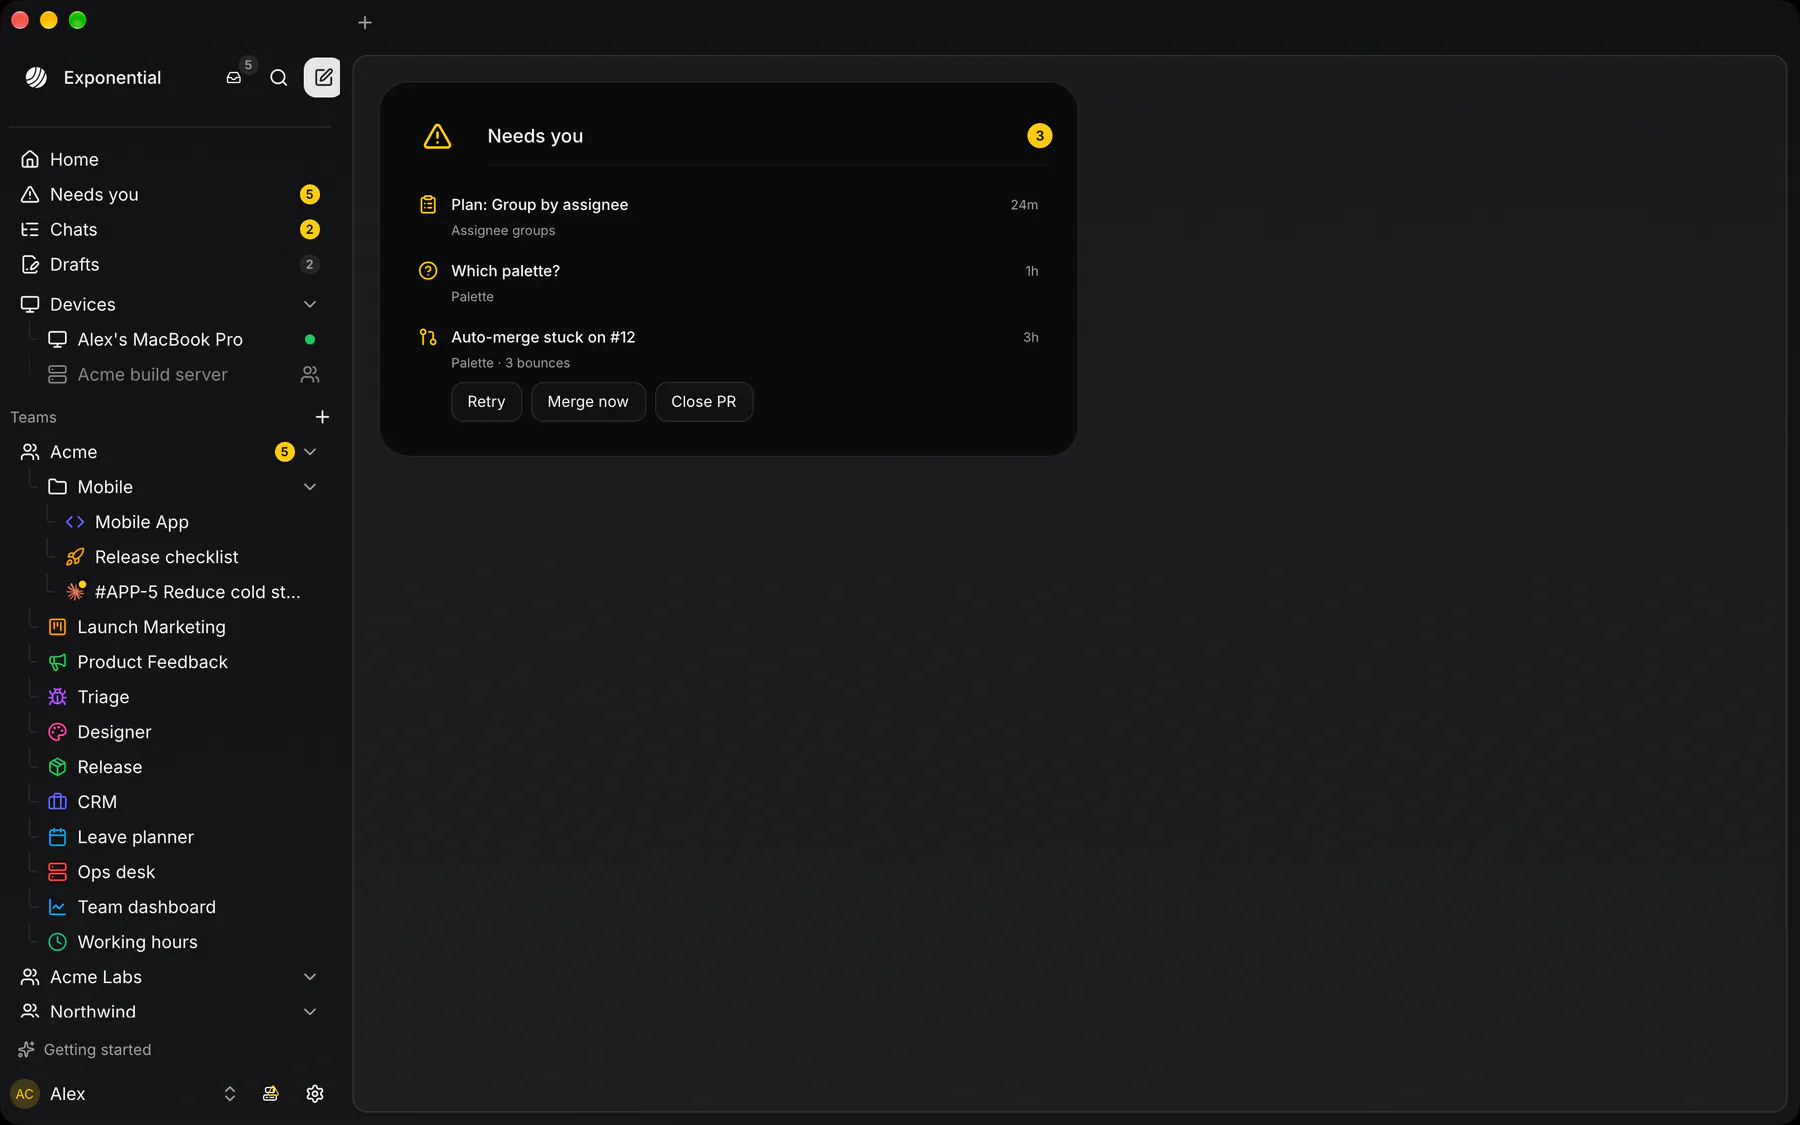 Exponential
5
Home
Needs you
5
Chats
2
Drafts
2
Devices
Alex's MacBook Pro
Acme build server
Teams
Acme
5
Mobile
Mobile App
Release checklist
#APP-5 Reduce cold st...
Launch Marketing
Product Feedback
Triage
Designer
Release
CRM
Leave planner
Ops desk
Team dashboard
Working hours
Acme Labs
Northwind
Getting started
AC
Alex
Needs you
3
Plan: Group by assignee
24m
Assignee groups
Which palette?
1h
Palette
Auto-merge stuck on #12
3h
Palette · 3 bounces
Retry
Merge now
Close PR